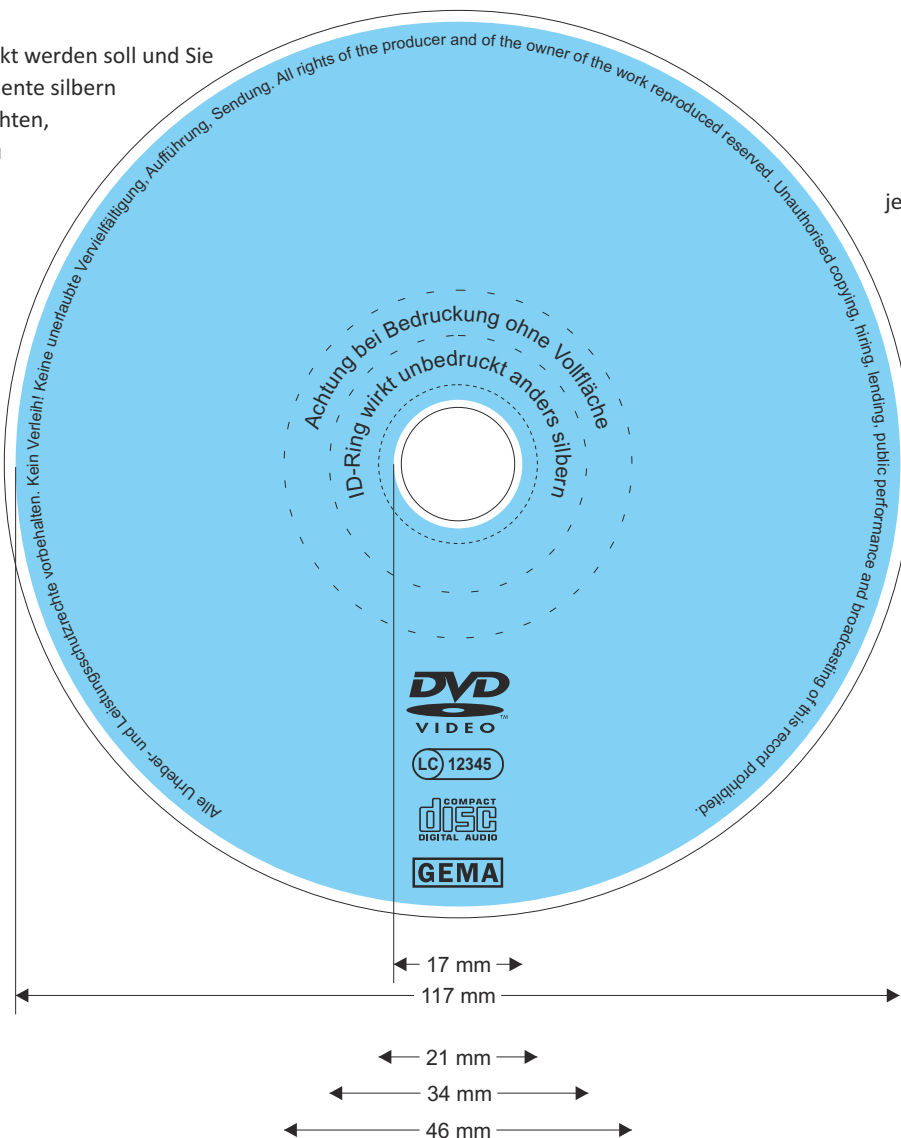 kt werden soll und Sie
ente silbern
chten,
je
Alle Urheber- und Leistungsschutzrechte vorbehalten. Kein Verleih! Keine unerlaubte Vervielfältigung, Aufführung, Sendung. All rights of the producer and of the owner of the work reproduced reserved. Unauthorised copying, hiring, lending, public performance and broadcasting of this record prohibited.
Achtung bei Bedruckung ohne Vollfläche
ID-Ring wirkt unbedruckt anders silbern
DVD
VIDEO™
LC 12345
COMPACT
disc
DIGITAL AUDIO
GEMA
17 mm
117 mm
21 mm
34 mm
46 mm